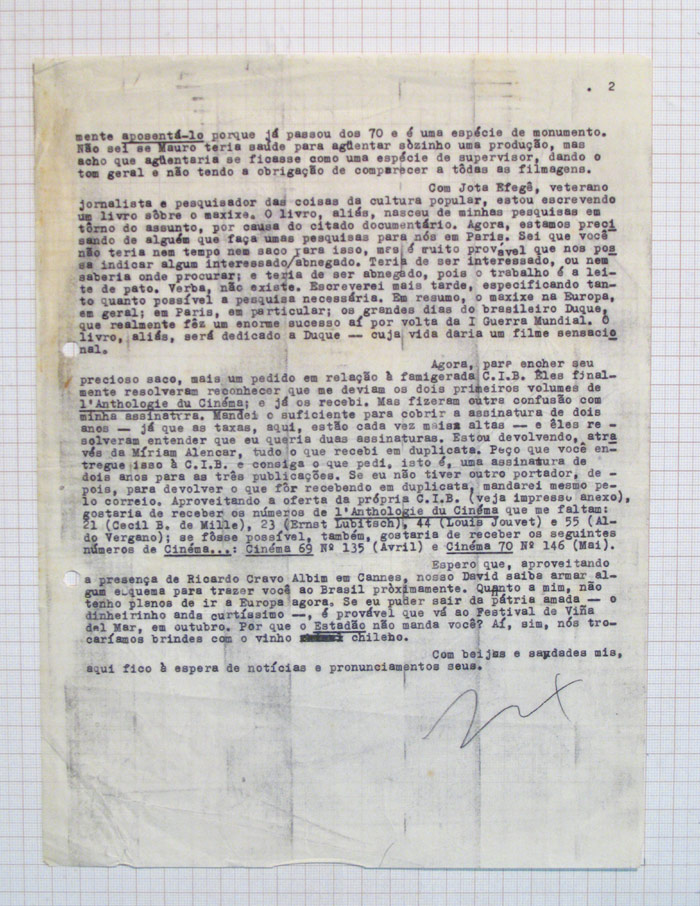 . 2
mente aposentá-lo porque já passou dos 70 e é uma espécie de monumento.
Não sei se Mauro teria saúde para agüentar sòzinho uma produção, mas
acho que agüentaria se ficasse como uma espécie de supervisor, dando o
tom geral e não tendo a obrigação de comparecer a tôdas as filmagens.
Com Jota Efegê, veterano
jornalista e pesquisador das coisas da cultura popular, estou escrevendo
um livro sôbre o maxixe. O livro, aliás, nasceu de minhas pesquisas em
tôrno do assunto, por causa do citado documentário. Agora, estamos preci
sando de alguém que faça umas pesquisas para nós em Paris. Sei que você
não teria nem tempo nem saco para isso, mas é muito provável que nos pos
sa indicar algum interessado/abnegado. Teria de ser interessado, ou nem
saberia onde procurar; e teria de ser abnegado, pois o trabalho é a lei-
te de pato. Verba, não existe. Escreverei mais tarde, especificando tan-
to quanto possível a pesquisa necessária. Em resumo, o maxixe na Europa,
em geral; em Paris, em particular; os grandes dias do brasileiro Duque,
que realmente fêz um enorme sucesso aí por volta da I Guerra Mundial. O
livro, aliás, será dedicado a Duque — cuja vida daria um filme sensacio
nal.
Agora, para encher seu
precioso saco, mais um pedido em relação à famigerada C.I.B. Êles final-
mente resolveram reconhecer que me deviam os dois primeiros volumes de
l'Anthologie du Cinéma; e já os recebi. Mas fizeram outra confusão com
minha assinatura. Mandei o suficiente para cobrir a assinatura de dois
anos — já que as taxas, aqui, estão cada vez maisa altas — e êles re-
solveram entender que eu queria duas assinaturas. Estou devolvendo, atra
vés da Míriam Alencar, tudo o que recebi em duplicata. Peço que você en-
tregue isso à C.I.B. e consiga o que pedi, isto é, uma assinatura de
dois anos para as três publicações. Se eu não tiver outro portador, de-
pois, para devolver o que fôr recebendo em duplicata, mandarei mesmo pe-
lo correio. Aproveitando a oferta da própria C.I.B. (veja impresso anexo),
gostaria de receber os números de l'Anthologie du Cinéma que me faltam:
21 (Cecil B. de Mille), 23 (Ernst Lubitsch), 44 (Louis Jouvet) e 55 (Al-
do Vergano); se fôsse possível, também, gostaria de receber os seguintes
números de Cinéma...: Cinéma 69 Nº 135 (Avril) e Cinéma 70 Nº 146 (Mai).
Espero que, aproveitando
a presença de Ricardo Cravo Albim em Cannes, nosso David saiba armar al-
gum esquema para trazer você ao Brasil pròximamente. Quanto a mim, não
tenho planos de ir a Europa agora. Se eu puder sair da pátria amada — o
dinheirinho anda curtíssimo —, é provável que vá ao Festival de Viña
del Mar, em outubro. Por que o Estadão não manda você? Aí, sim, nós tro-
caríamos brindes com o vinho chileno.
Com beijos e saudades mis,
aqui fico à espera de notícias e pronunciamentos seus.